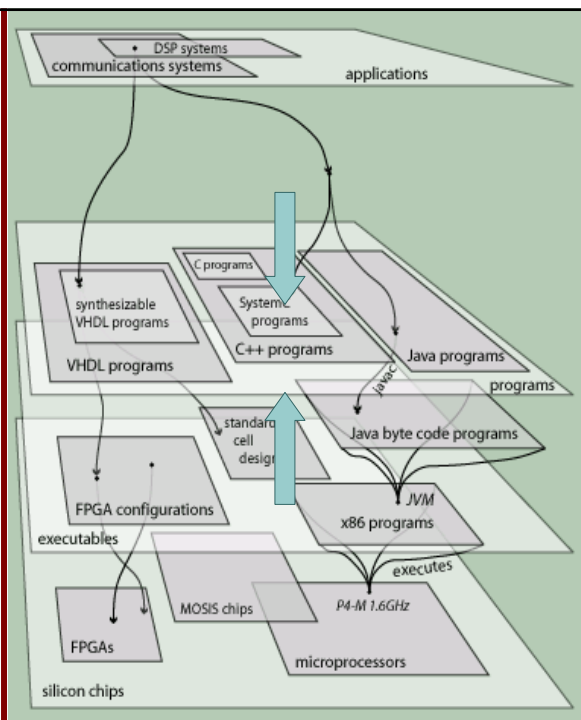 DSP systems
communications systems
applications
C programs
SystemC
programs
synthesizable
VHDL programs
C++ programs
VHDL programs
Java programs
programs
javac
standard
cell
design
Java byte code programs
FPGA configurations
JVM
x86 programs
executables
executes
MOSIS chips
P4-M 1.6GHz
FPGAs
microprocessors
silicon chips